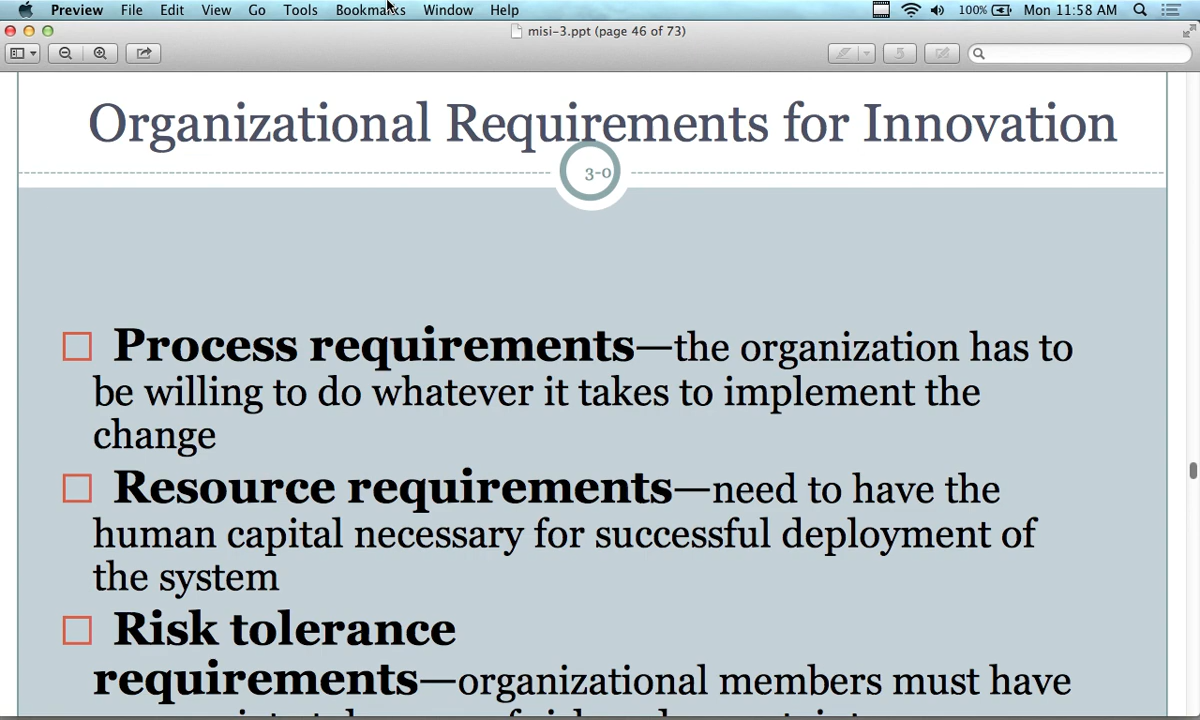 Preview File Edit View Go Tools Bookmarks Window Help 100% Mon 11:58 AM
misi-3.ppt (page 46 of 73)
Organizational Requirements for Innovation
3-0
Process requirements—the organization has to
be willing to do whatever it takes to implement the
change
Resource requirements—need to have the
human capital necessary for successful deployment of
the system
Risk tolerance
requirements—organizational members must have